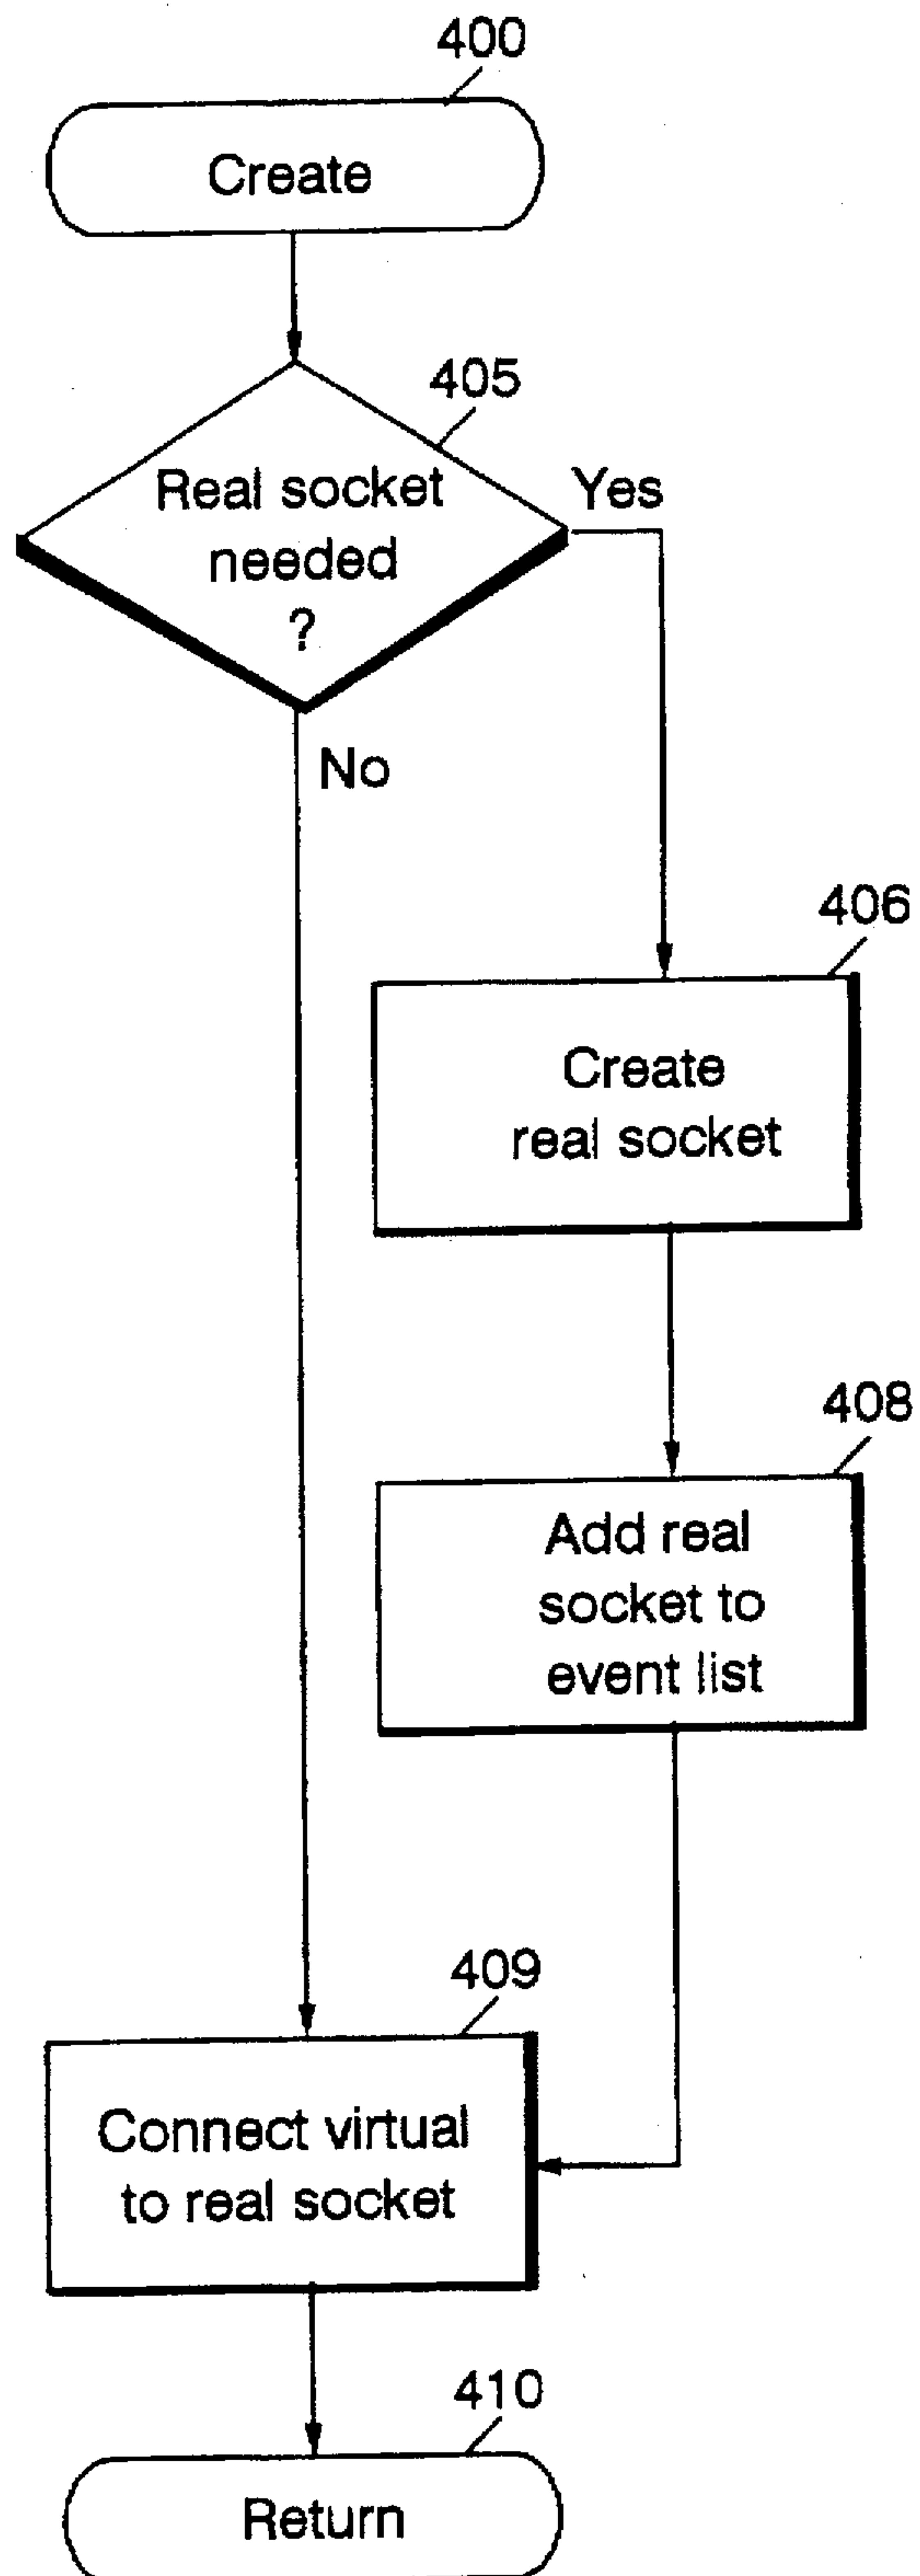 400
Create
405
Real socket
needed
?
Yes
No
406
Create
real socket
408
Add real
socket to
event list
409
Connect virtual
to real socket
410
Return